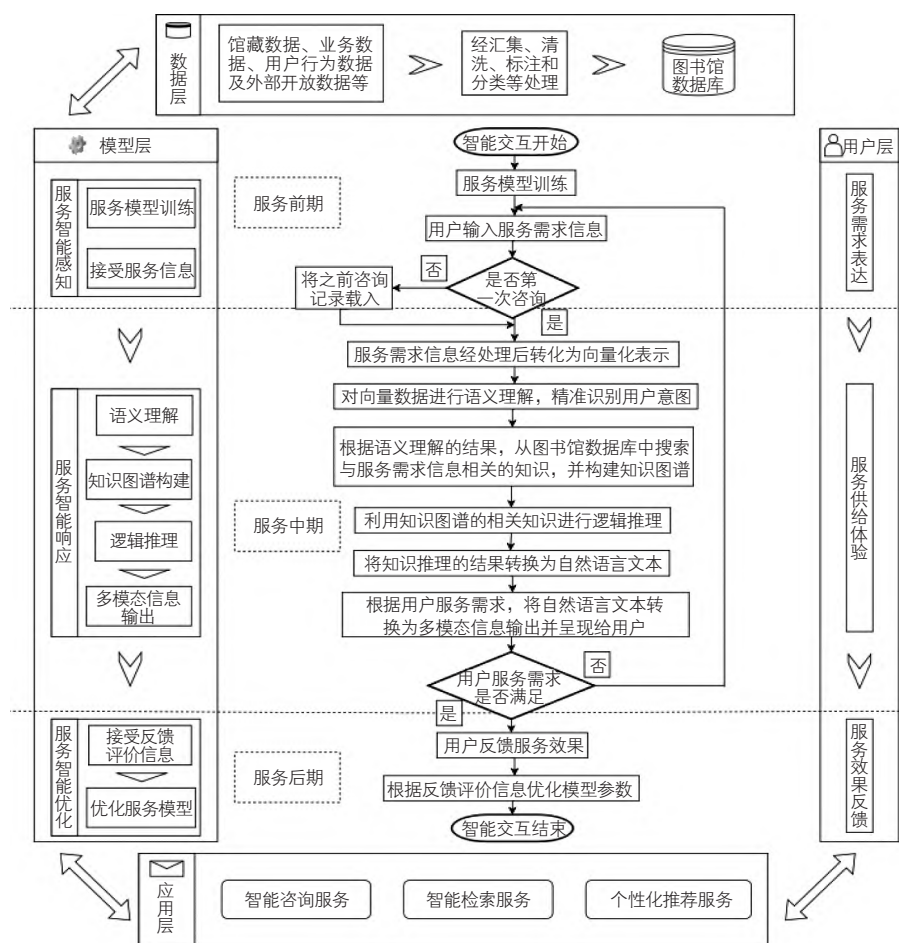 数据层
馆藏数据、业务数
据、用户行为数据
及外部开放数据等
经汇集、清
洗、标注和
分类等处理
图书馆
数据库
模型层
服务智能感知
服务模型训练
接受服务信息
服务智能响应
语义理解
知识图谱构建
逻辑推理
多模态信息
输出
服务智能优化
接受反馈
评价信息
优化服务模型
服务前期
服务中期
服务后期
智能交互开始
服务模型训练
用户输入服务需求信息
是否第
一次咨询
否
将之前咨询
记录载入
是
服务需求信息经处理后转化为向量化表示
对向量数据进行语义理解，精准识别用户意图
根据语义理解的结果，从图书馆数据库中搜索
与服务需求信息相关的知识，并构建知识图谱
利用知识图谱的相关知识进行逻辑推理
将知识推理的结果转换为自然语言文本
根据用户服务需求，将自然语言文本转
换为多模态信息输出并呈现给用户
用户服务需求
是否满足
否
是
用户反馈服务效果
根据反馈评价信息优化模型参数
智能交互结束
用户层
服务需求表达
服务供给体验
服务效果反馈
应用层
智能咨询服务
智能检索服务
个性化推荐服务